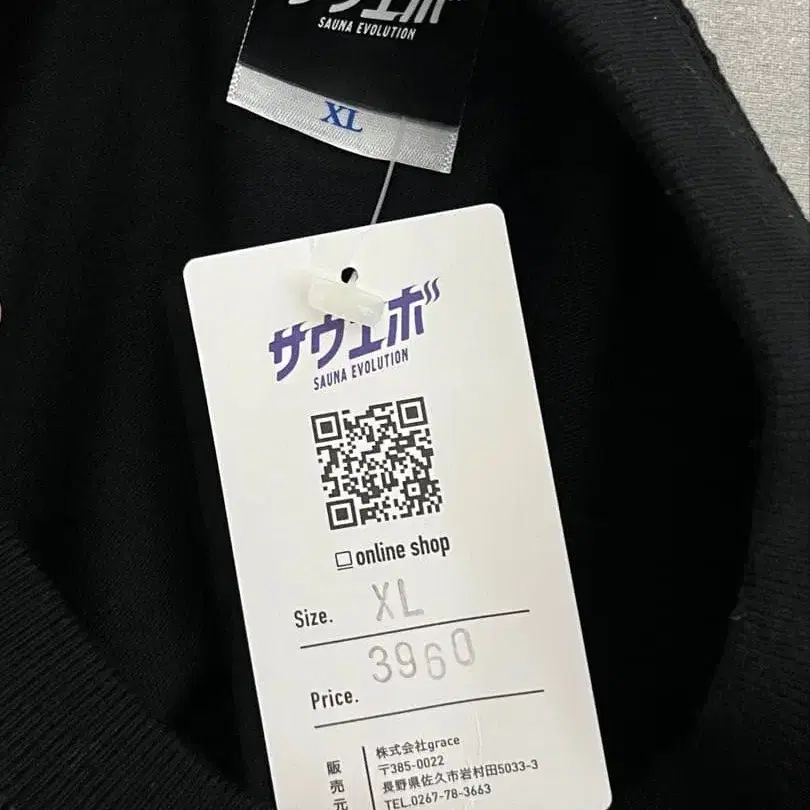 サウエボ
SAUNA EVOLUTION
XL
サウエボ
SAUNA EVOLUTION
online shop
Size. XL
3960
Price.
販売元
株式会社grace
〒385-0022
長野県佐久市岩村田5033-3
TEL.0267-78-3663